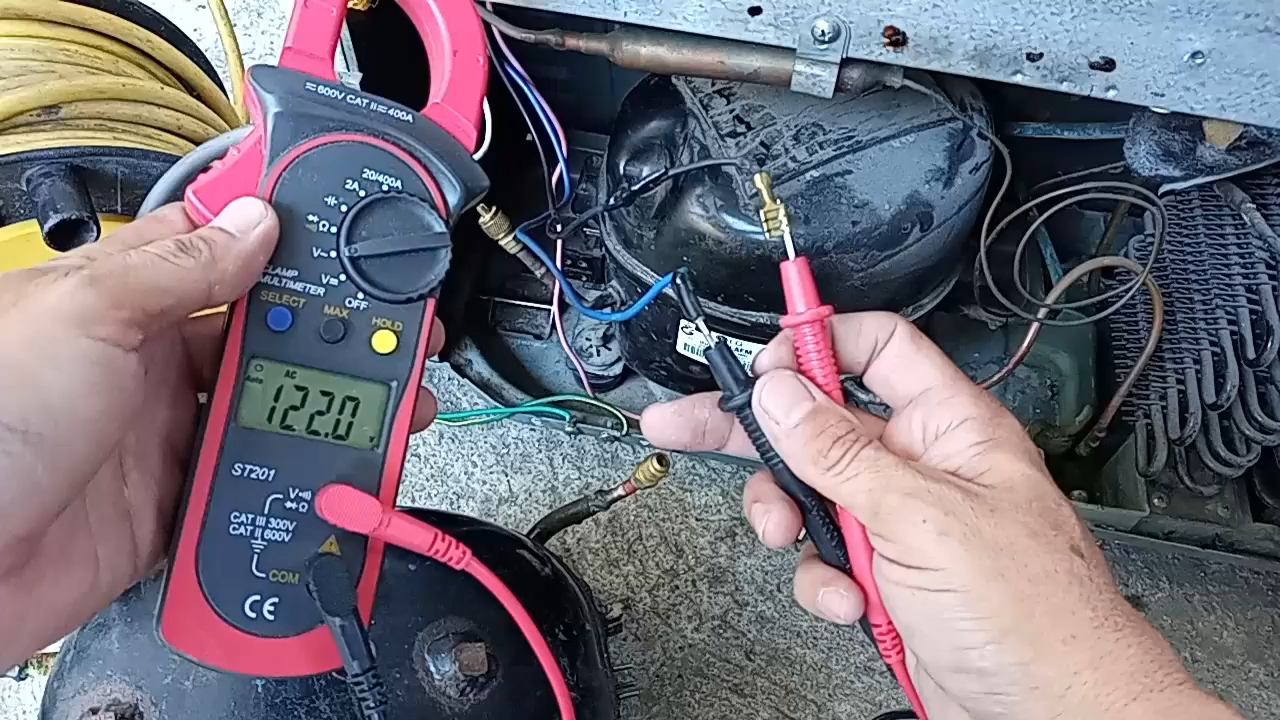 ⎓600V CAT II⎓400A
20/400A
2A
Ω
V~
V⎓
OFF
CLAMP
MULTIMETER
SELECT
MAX
HOLD
AC
Auto
122.0
V
ST201
V
Ω
CAT III 300V
CAT II 600V
COM
CE